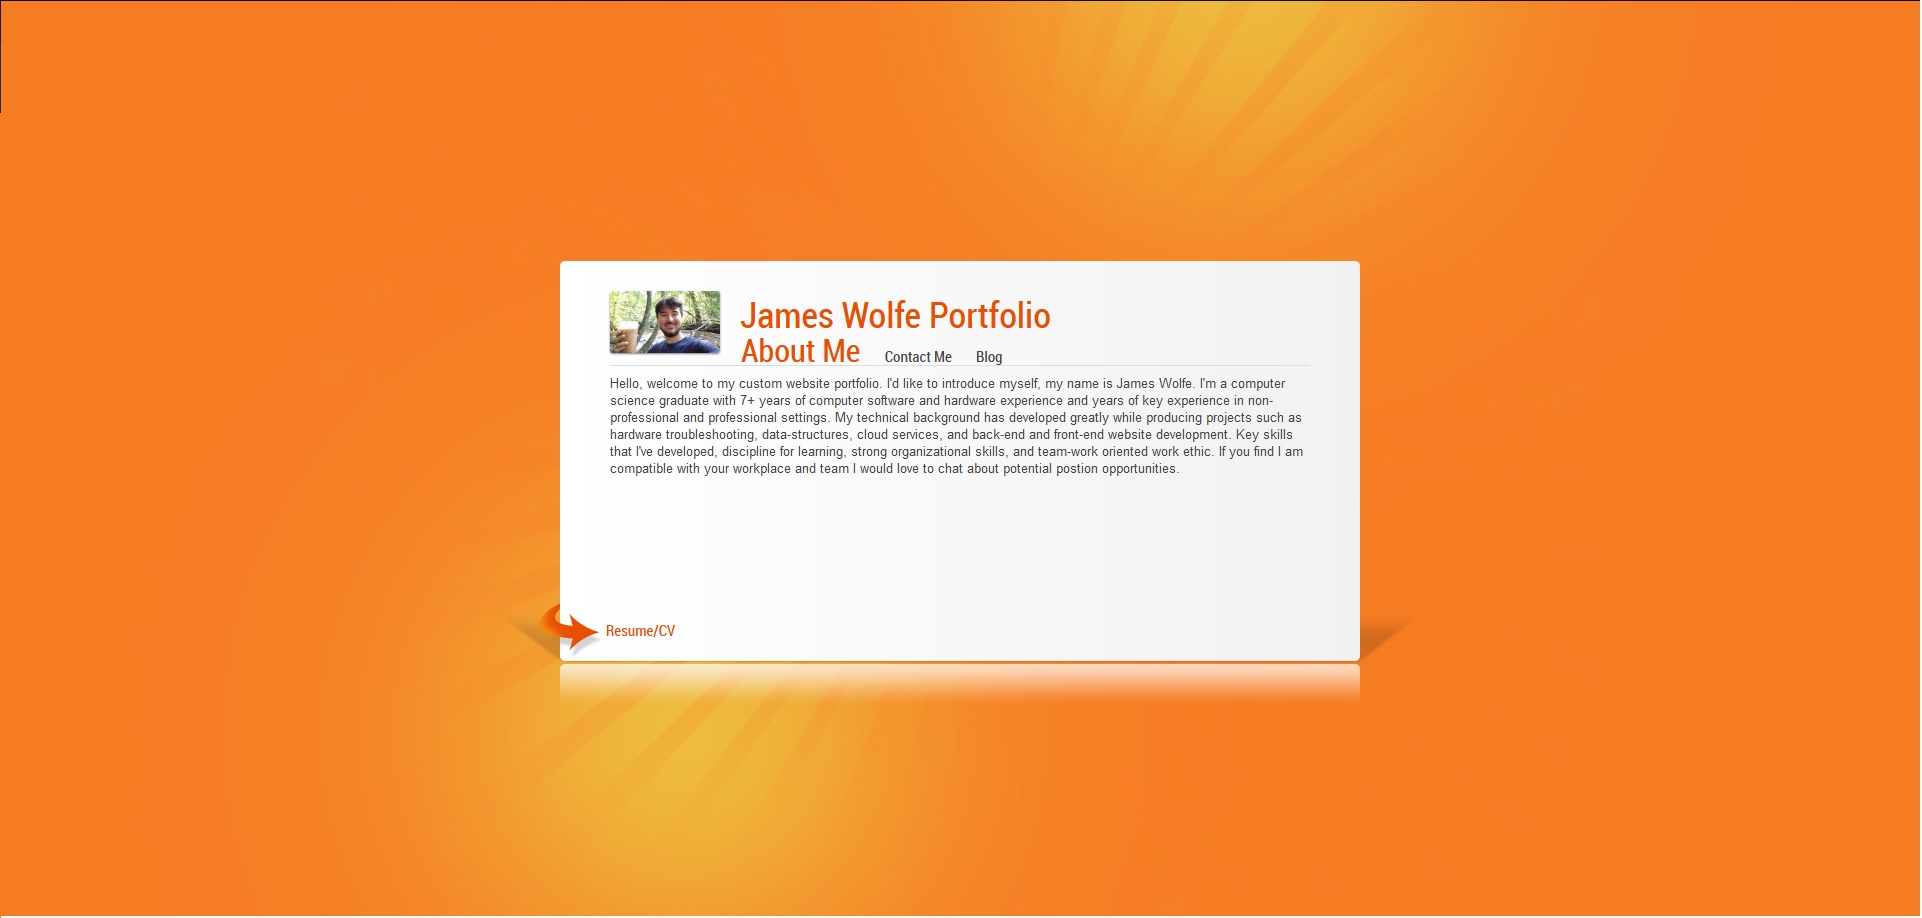 James Wolfe Portfolio
About Me Contact Me Blog
Hello, welcome to my custom website portfolio. I'd like to introduce myself, my name is James Wolfe. I'm a computer
science graduate with 7+ years of computer software and hardware experience and years of key experience in non-
professional and professional settings. My technical background has developed greatly while producing projects such as
hardware troubleshooting, data-structures, cloud services, and back-end and front-end website development. Key skills
that I've developed, discipline for learning, strong organizational skills, and team-work oriented work ethic. If you find I am
compatible with your workplace and team I would love to chat about potential postion opportunities.
Resume/CV